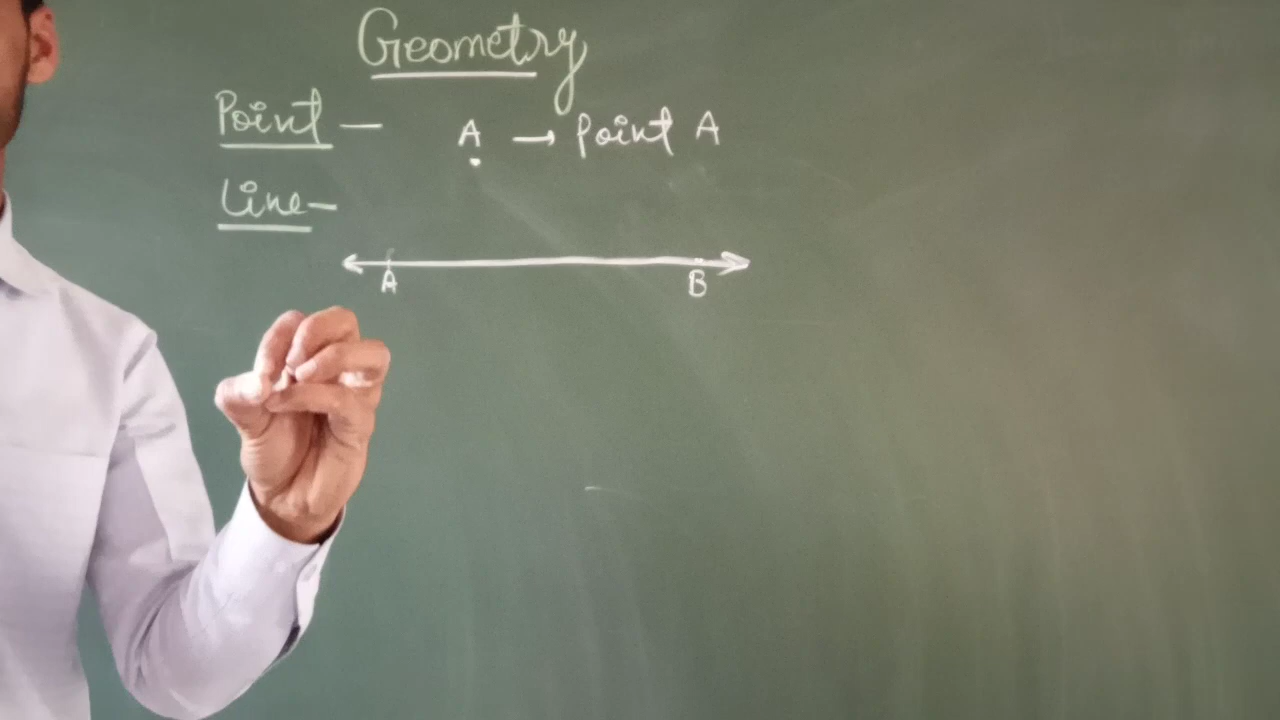 Geometry
Point — A → Point A
Line —
A B